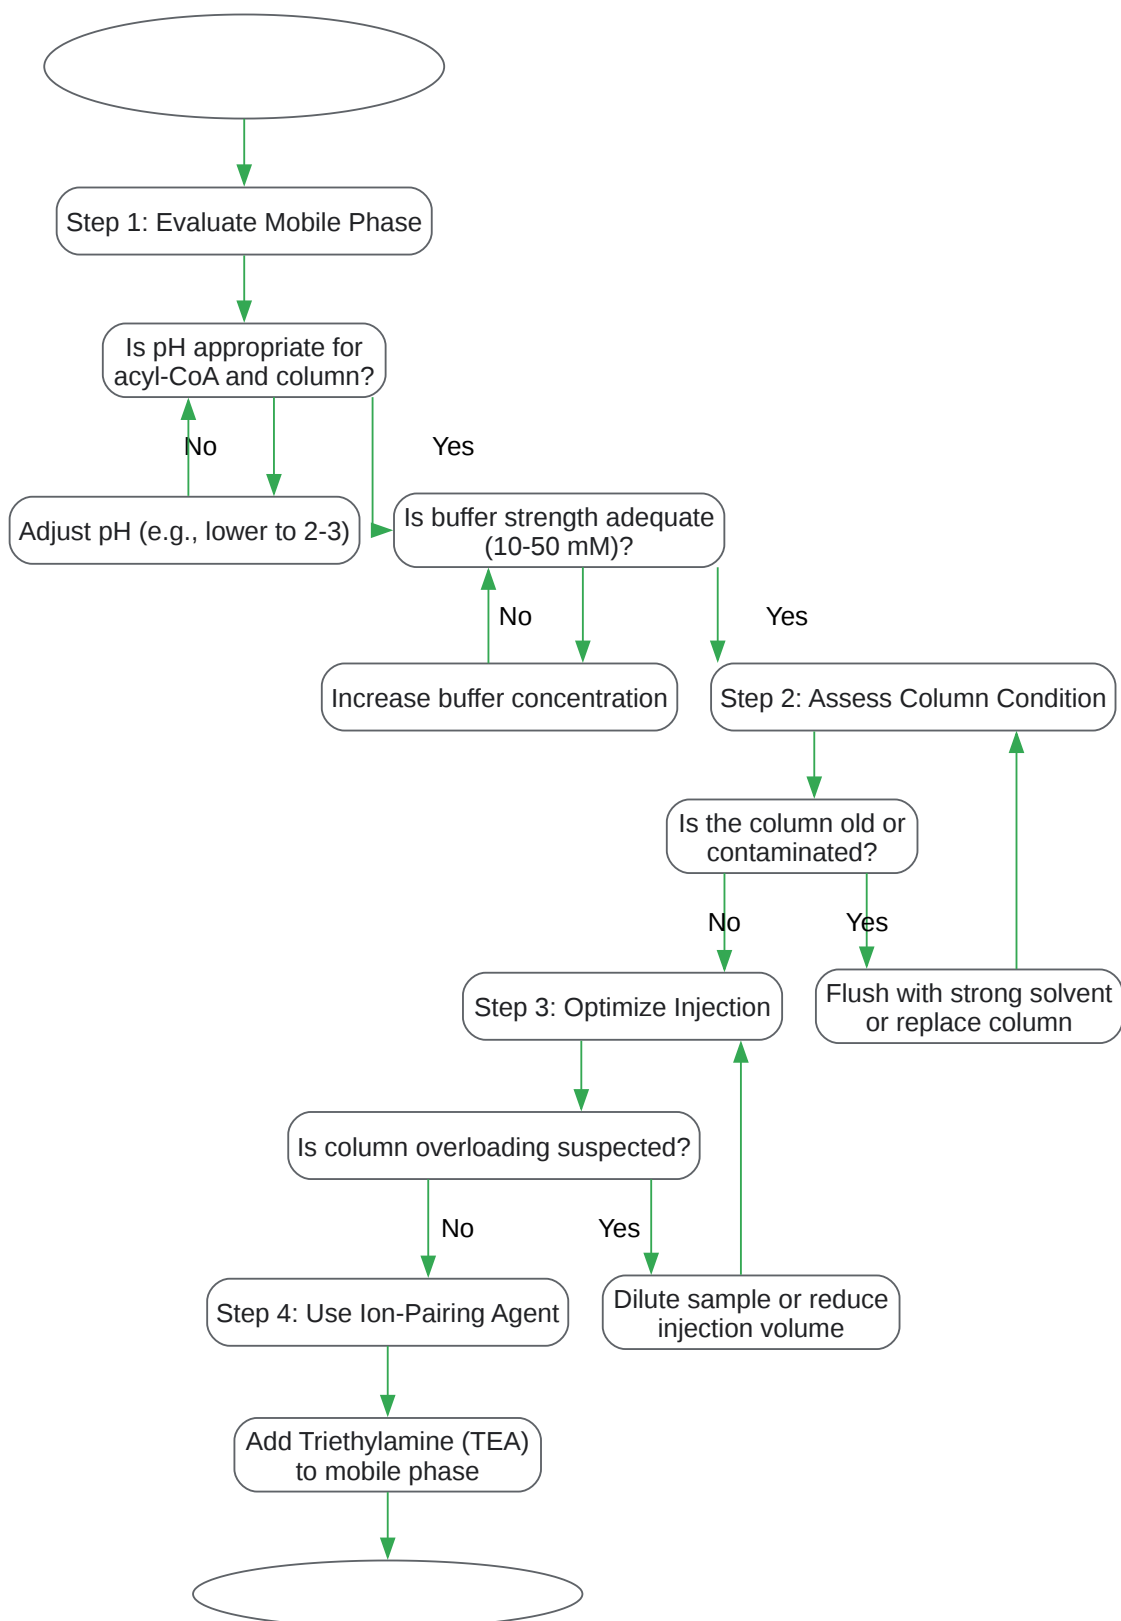 Step 1: Evaluate Mobile Phase
Is pH appropriate for
acyl-CoA and column?
No
Yes
Adjust pH (e.g., lower to 2-3)
Is buffer strength adequate
(10-50 mM)?
No
Yes
Increase buffer concentration
Step 2: Assess Column Condition
Is the column old or
contaminated?
No
Yes
Step 3: Optimize Injection
Flush with strong solvent
or replace column
Is column overloading suspected?
No
Yes
Step 4: Use Ion-Pairing Agent
Dilute sample or reduce
injection volume
Add Triethylamine (TEA)
to mobile phase